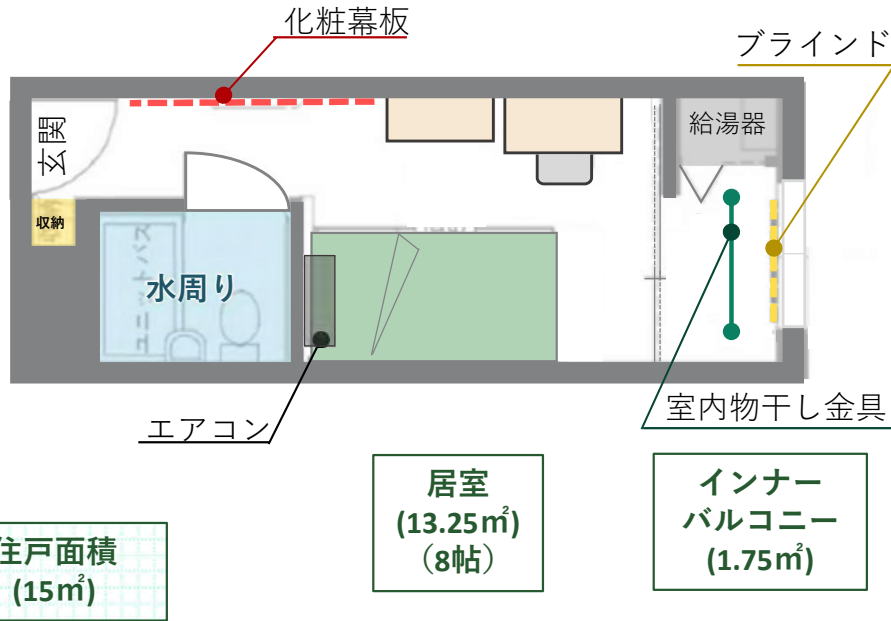 化粧幕板
ブラインド
玄関
給湯器
収納
水周り
ユニットバス
エアコン
室内物干し金具
居室
(13.25㎡)
(8帖)
インナー
バルコニー
(1.75㎡)
住戸面積
(15㎡)